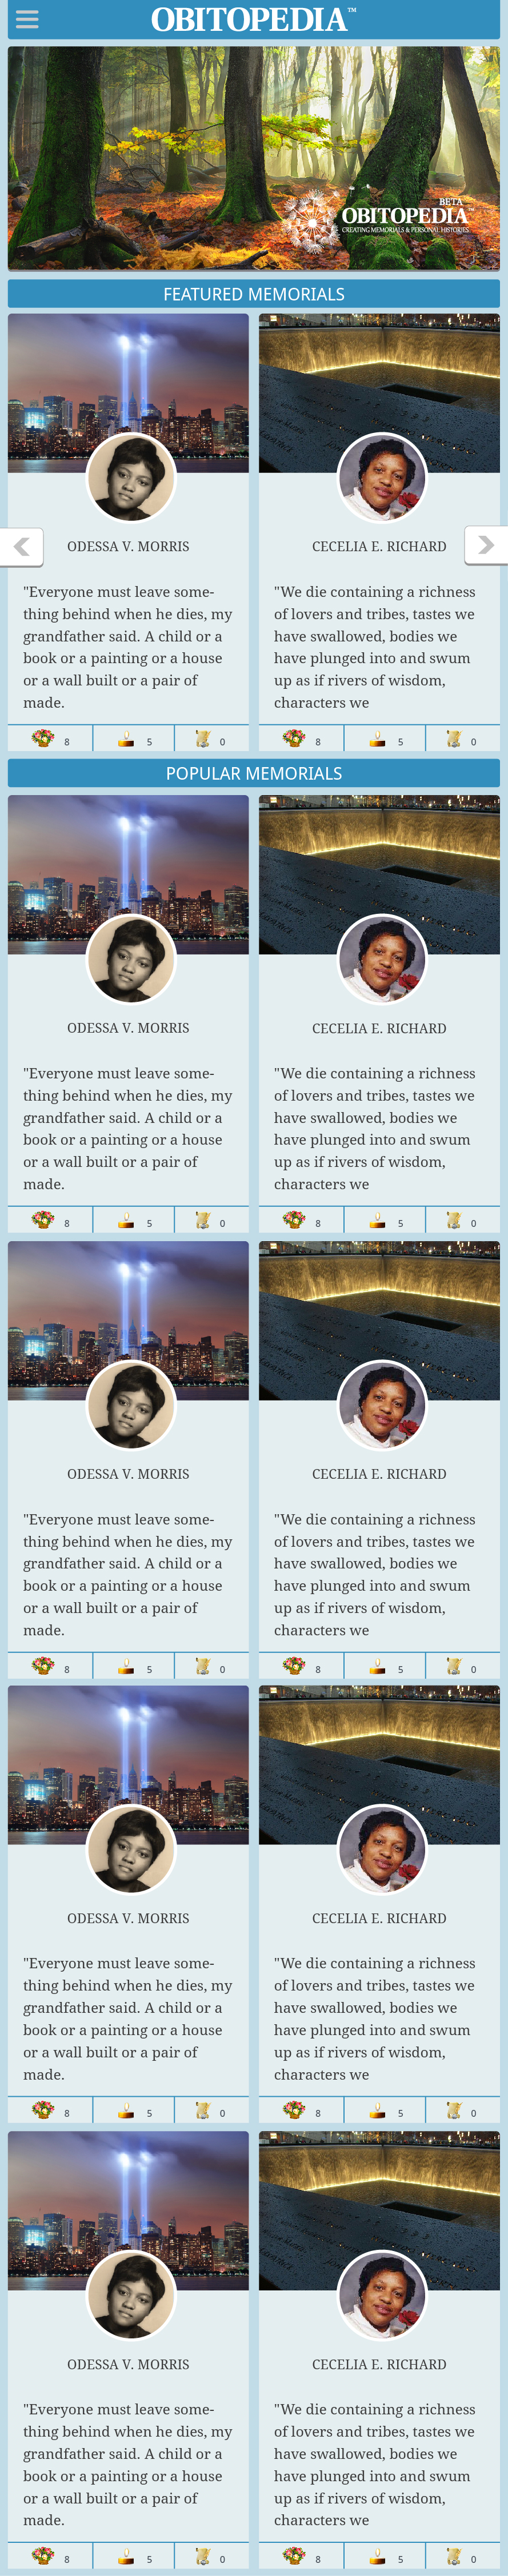 OBITOPEDIA™
BETA
OBITOPEDIA™
CREATING MEMORIALS & PERSONAL HISTORIES
FEATURED MEMORIALS
ODESSA V. MORRIS
"Everyone must leave some-
thing behind when he dies, my
grandfather said. A child or a
book or a painting or a house
or a wall built or a pair of
made.
8 5 0
CECELIA E. RICHARD
"We die containing a richness
of lovers and tribes, tastes we
have swallowed, bodies we
have plunged into and swum
up as if rivers of wisdom,
characters we
8 5 0
POPULAR MEMORIALS
ODESSA V. MORRIS
"Everyone must leave some-
thing behind when he dies, my
grandfather said. A child or a
book or a painting or a house
or a wall built or a pair of
made.
8 5 0
CECELIA E. RICHARD
"We die containing a richness
of lovers and tribes, tastes we
have swallowed, bodies we
have plunged into and swum
up as if rivers of wisdom,
characters we
8 5 0
ODESSA V. MORRIS
"Everyone must leave some-
thing behind when he dies, my
grandfather said. A child or a
book or a painting or a house
or a wall built or a pair of
made.
8 5 0
CECELIA E. RICHARD
"We die containing a richness
of lovers and tribes, tastes we
have swallowed, bodies we
have plunged into and swum
up as if rivers of wisdom,
characters we
8 5 0
ODESSA V. MORRIS
"Everyone must leave some-
thing behind when he dies, my
grandfather said. A child or a
book or a painting or a house
or a wall built or a pair of
made.
8 5 0
CECELIA E. RICHARD
"We die containing a richness
of lovers and tribes, tastes we
have swallowed, bodies we
have plunged into and swum
up as if rivers of wisdom,
characters we
8 5 0
ODESSA V. MORRIS
"Everyone must leave some-
thing behind when he dies, my
grandfather said. A child or a
book or a painting or a house
or a wall built or a pair of
made.
8 5 0
CECELIA E. RICHARD
"We die containing a richness
of lovers and tribes, tastes we
have swallowed, bodies we
have plunged into and swum
up as if rivers of wisdom,
characters we
8 5 0